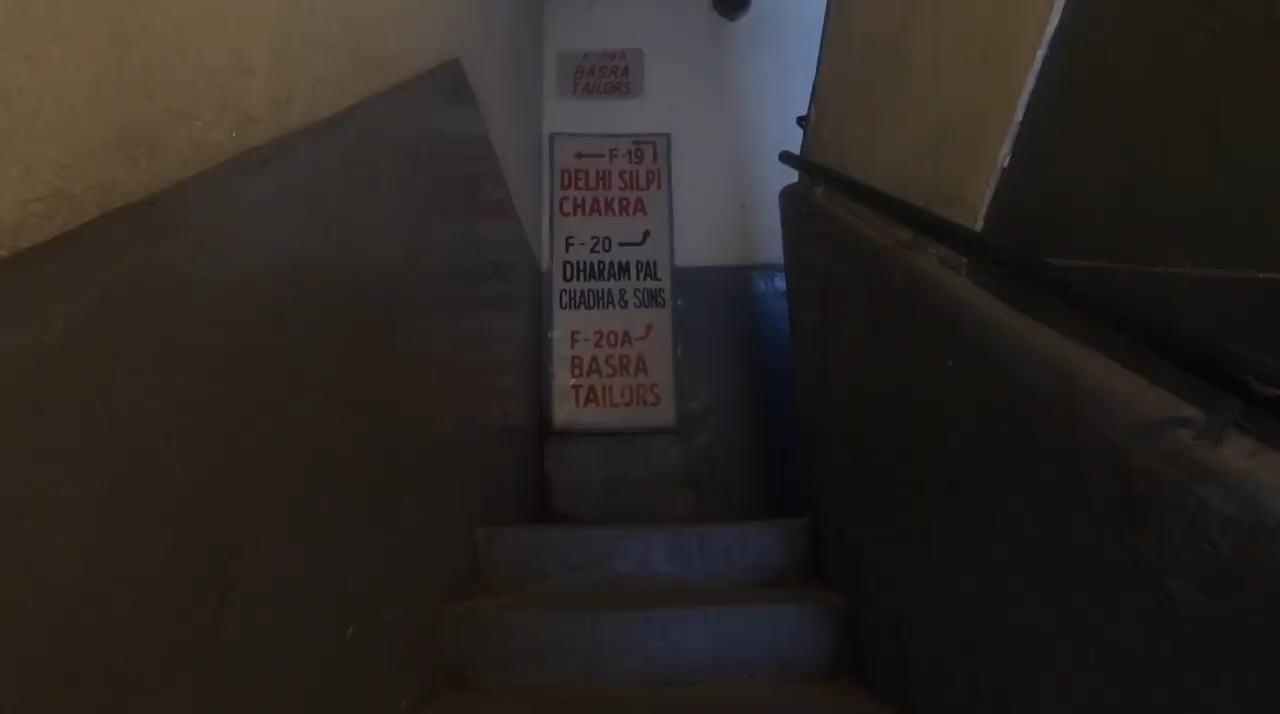 F-20A
BASRA
TAILORS
F-19
DELHI SILPI
CHAKRA
F-20
DHARAM PAL
CHADHA & SONS
F-20A
BASRA
TAILORS